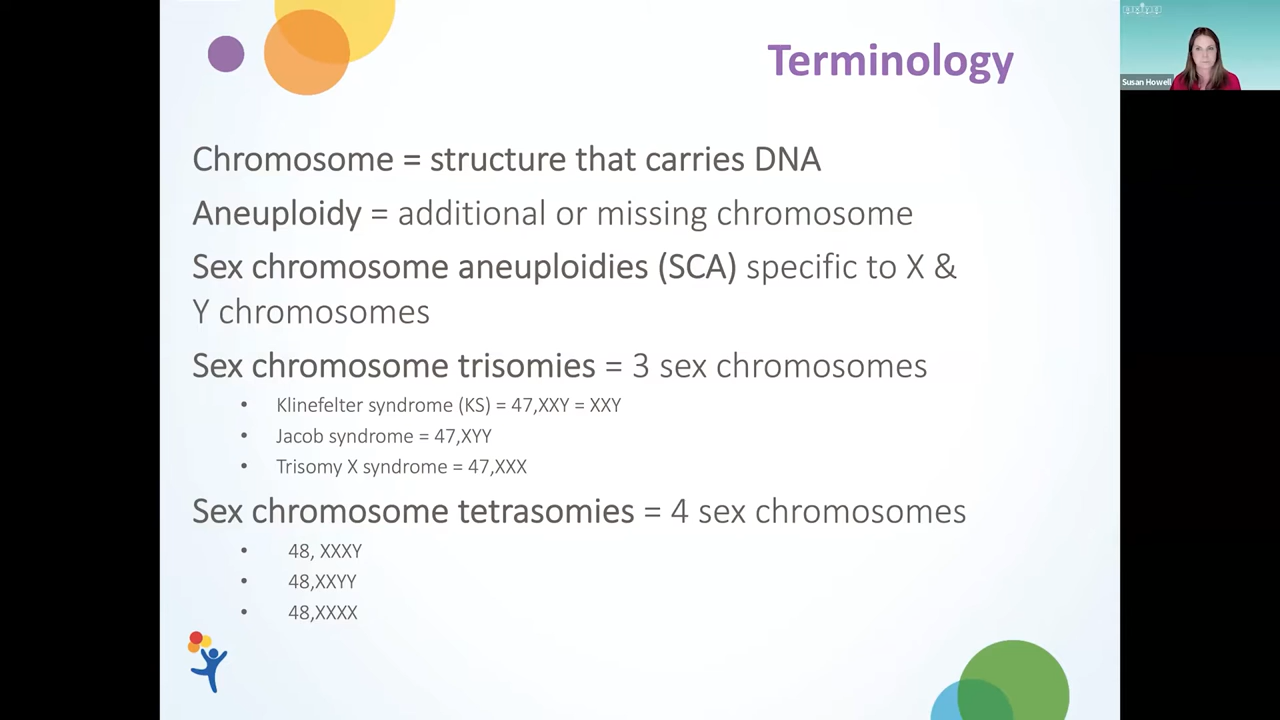 Terminology
Susan Howell
Chromosome = structure that carries DNA
Aneuploidy = additional or missing chromosome
Sex chromosome aneuploidies (SCA) specific to X &
Y chromosomes
Sex chromosome trisomies = 3 sex chromosomes
• Klinefelter syndrome (KS) = 47,XXY = XXY
• Jacob syndrome = 47,XYY
• Trisomy X syndrome = 47,XXX
Sex chromosome tetrasomies = 4 sex chromosomes
• 48, XXXY
• 48,XXYY
• 48,XXXX